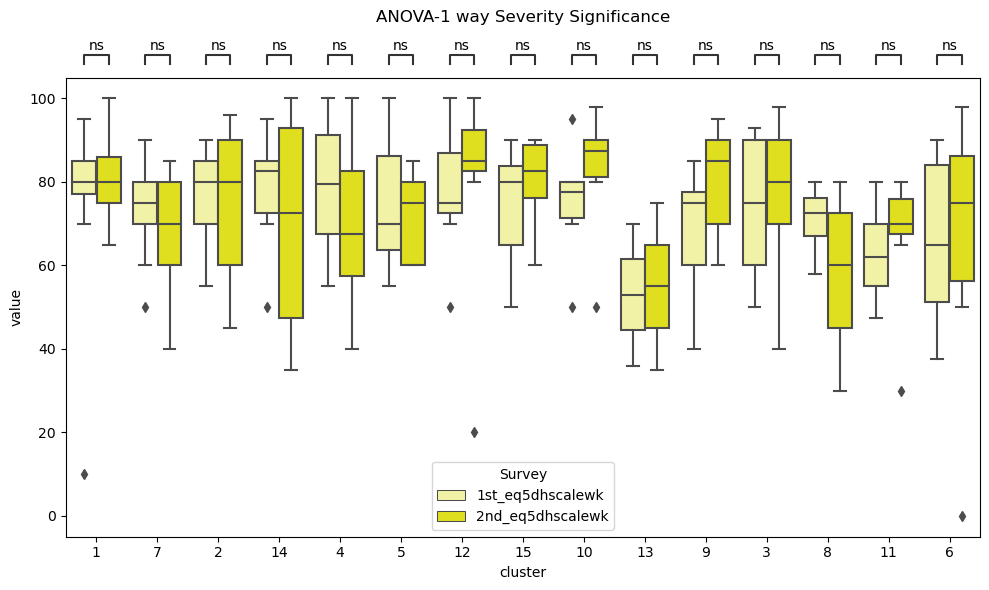 ANOVA-1 way Severity Significance
ns ns ns ns ns ns ns ns ns ns ns ns ns ns ns
100
80
60
40
20
0
value
Survey
1st_eq5dhscalewk
2nd_eq5dhscalewk
1 7 2 14 4 5 12 15 10 13 9 3 8 11 6
cluster